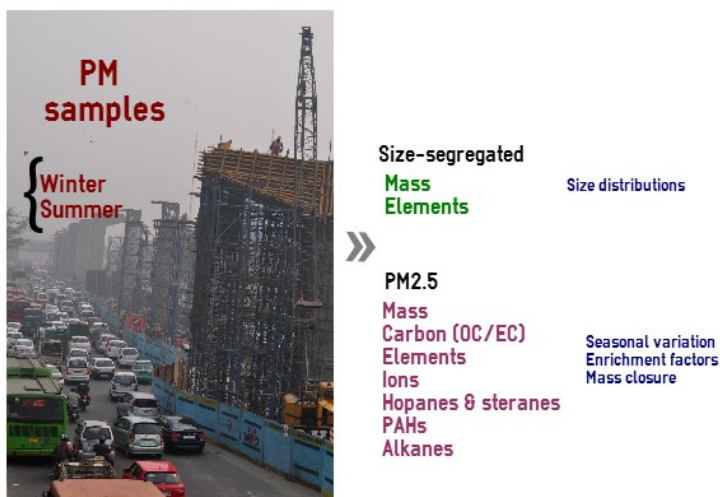 PM
samples
Winter
Summer
Size-segregated
Mass
Elements
Size distributions
PM2.5
Mass
Carbon (OC/EC)
Elements
Ions
Hopanes & steranes
PAHs
Alkanes
Seasonal variation
Enrichment factors
Mass closure